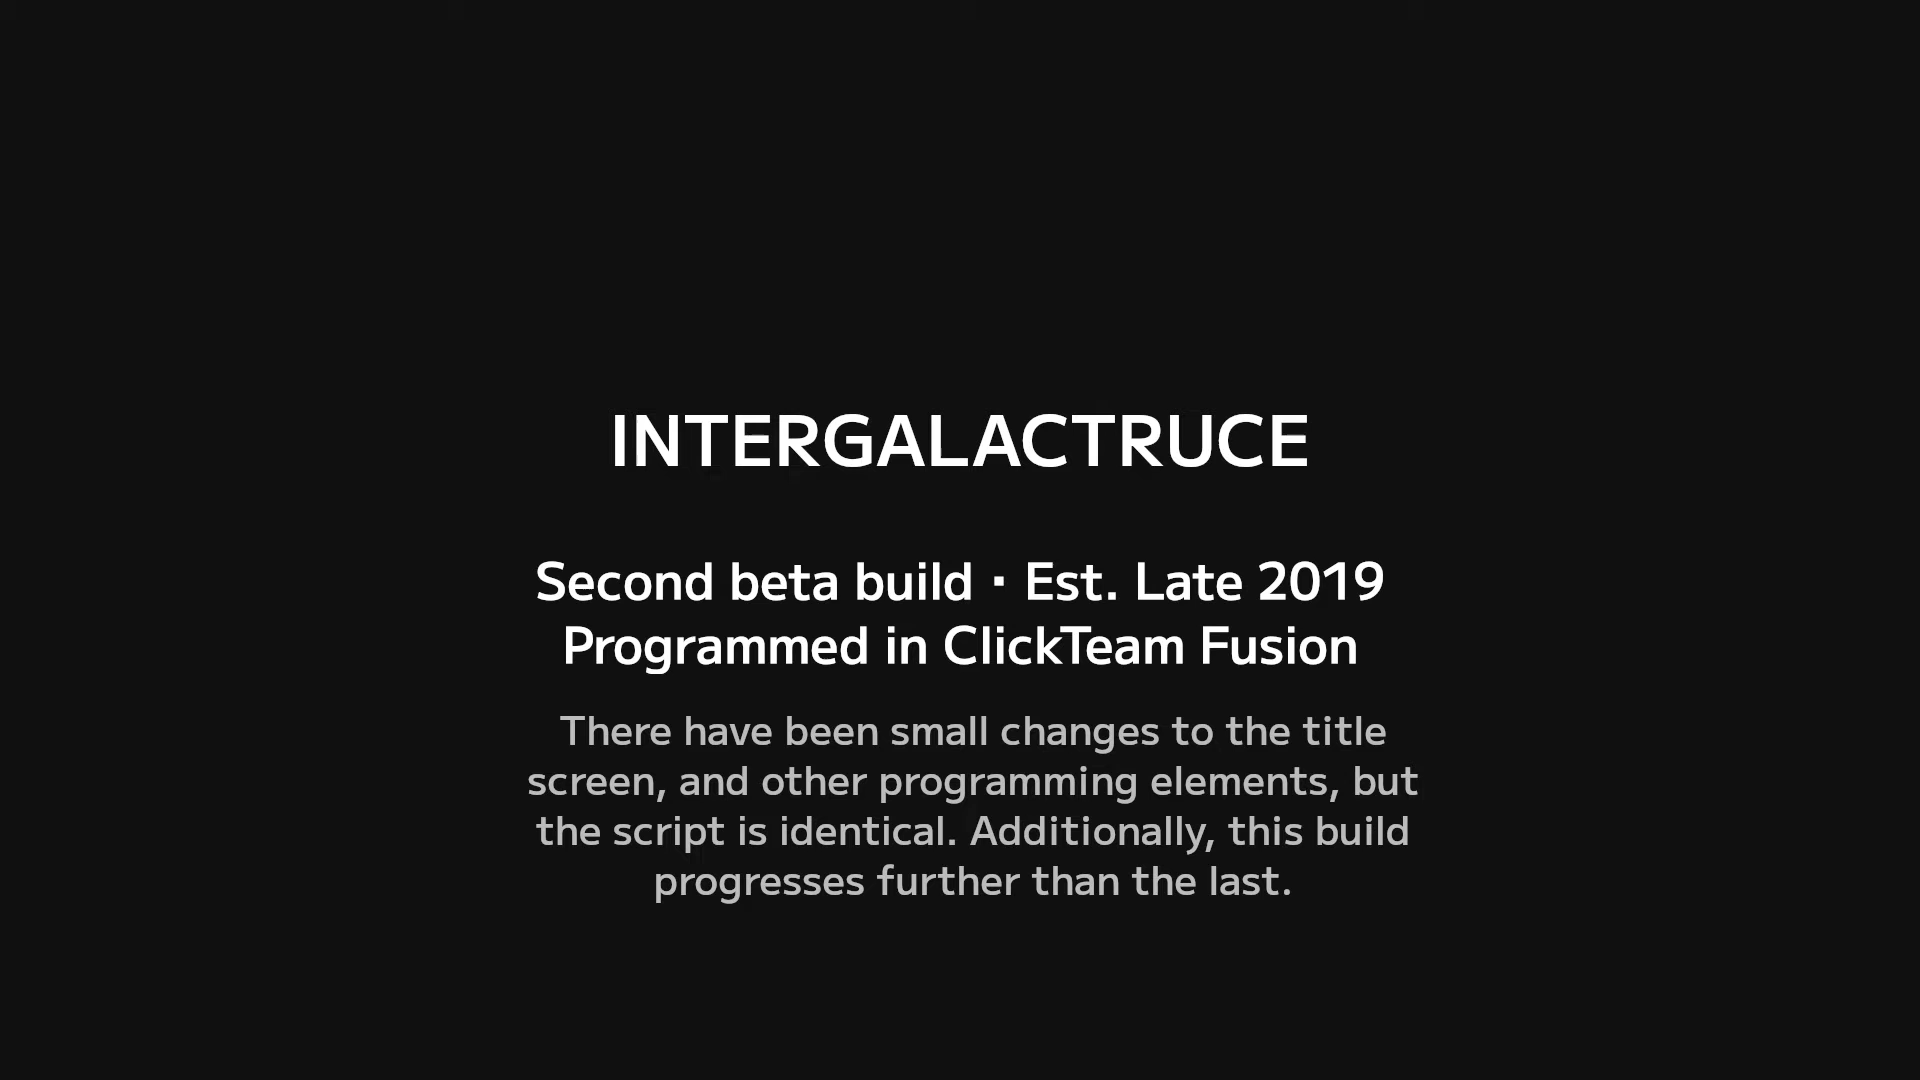 INTERGALACTRUCE
Second beta build · Est. Late 2019
Programmed in ClickTeam Fusion
There have been small changes to the title
screen, and other programming elements, but
the script is identical. Additionally, this build
progresses further than the last.